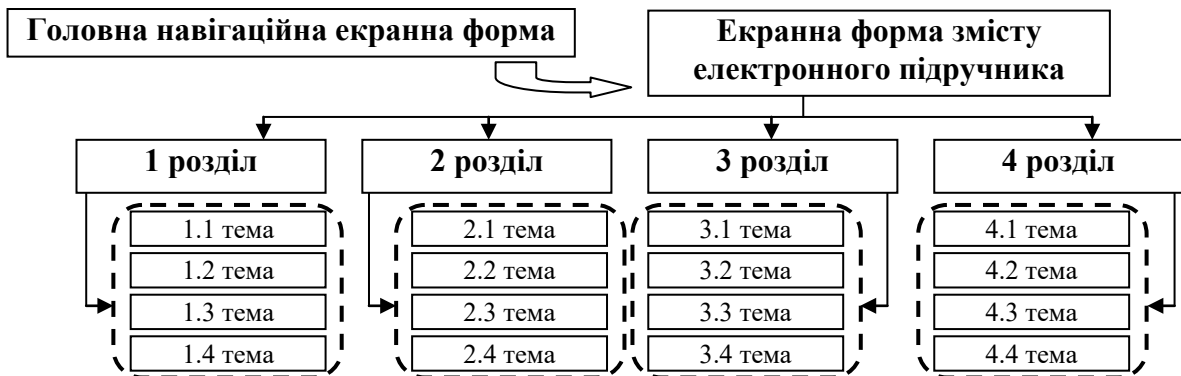 Головна навігаційна екранна форма
Екранна форма змісту
електронного підручника
1 розділ
2 розділ
3 розділ
4 розділ
1.1 тема
1.2 тема
1.3 тема
1.4 тема
2.1 тема
2.2 тема
2.3 тема
2.4 тема
3.1 тема
3.2 тема
3.3 тема
3.4 тема
4.1 тема
4.2 тема
4.3 тема
4.4 тема